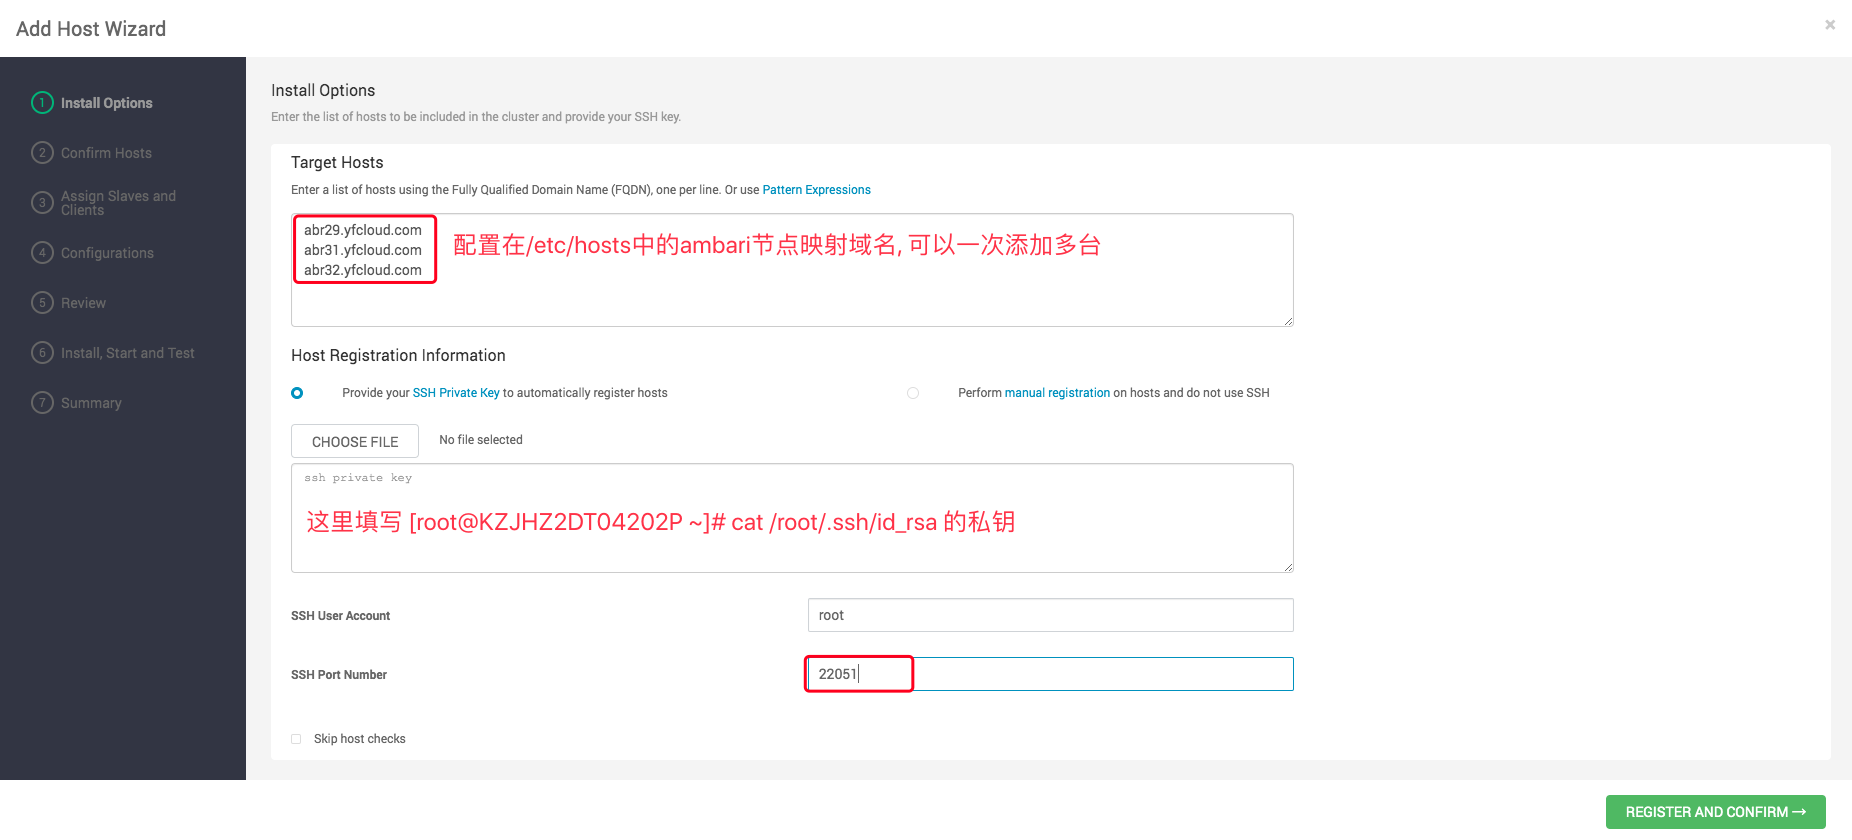 Add Host Wizard
×
1 Install Options
2 Confirm Hosts
3 Assign Slaves and
Clients
4 Configurations
5 Review
6 Install, Start and Test
7 Summary
Install Options
Enter the list of hosts to be included in the cluster and provide your SSH key.
Target Hosts
Enter a list of hosts using the Fully Qualified Domain Name (FQDN), one per line. Or use Pattern Expressions
abr29.yfcloud.com
abr31.yfcloud.com
abr32.yfcloud.com
配置在/etc/hosts中的ambari节点映射域名, 可以一次添加多台
Host Registration Information
Provide your SSH Private Key to automatically register hosts
Perform manual registration on hosts and do not use SSH
CHOOSE FILE
No file selected
ssh private key
这里填写 [root@KZJHZ2DT04202P ~]# cat /root/.ssh/id_rsa 的私钥
SSH User Account
root
SSH Port Number
22051
Skip host checks
REGISTER AND CONFIRM →